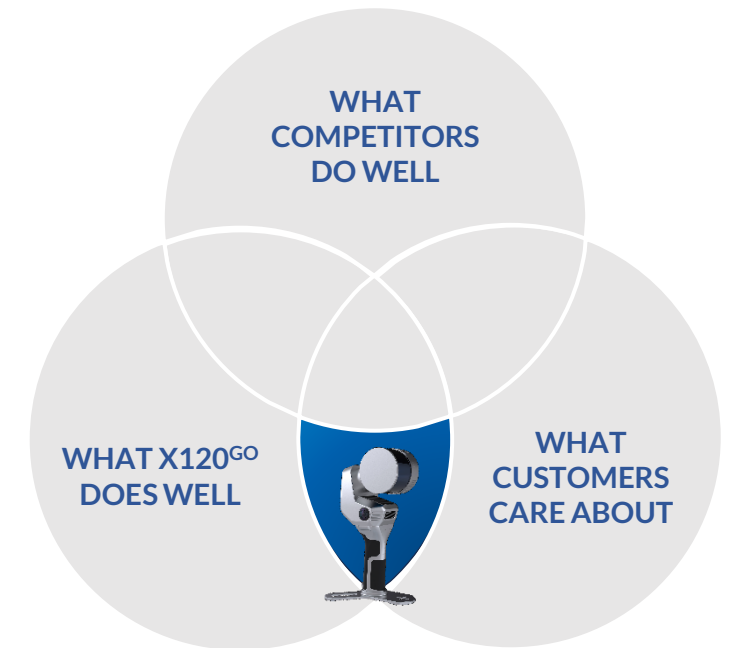 WHAT
COMPETITORS
DO WELL
WHAT X120ᴳᴼ
DOES WELL
WHAT
CUSTOMERS
CARE ABOUT